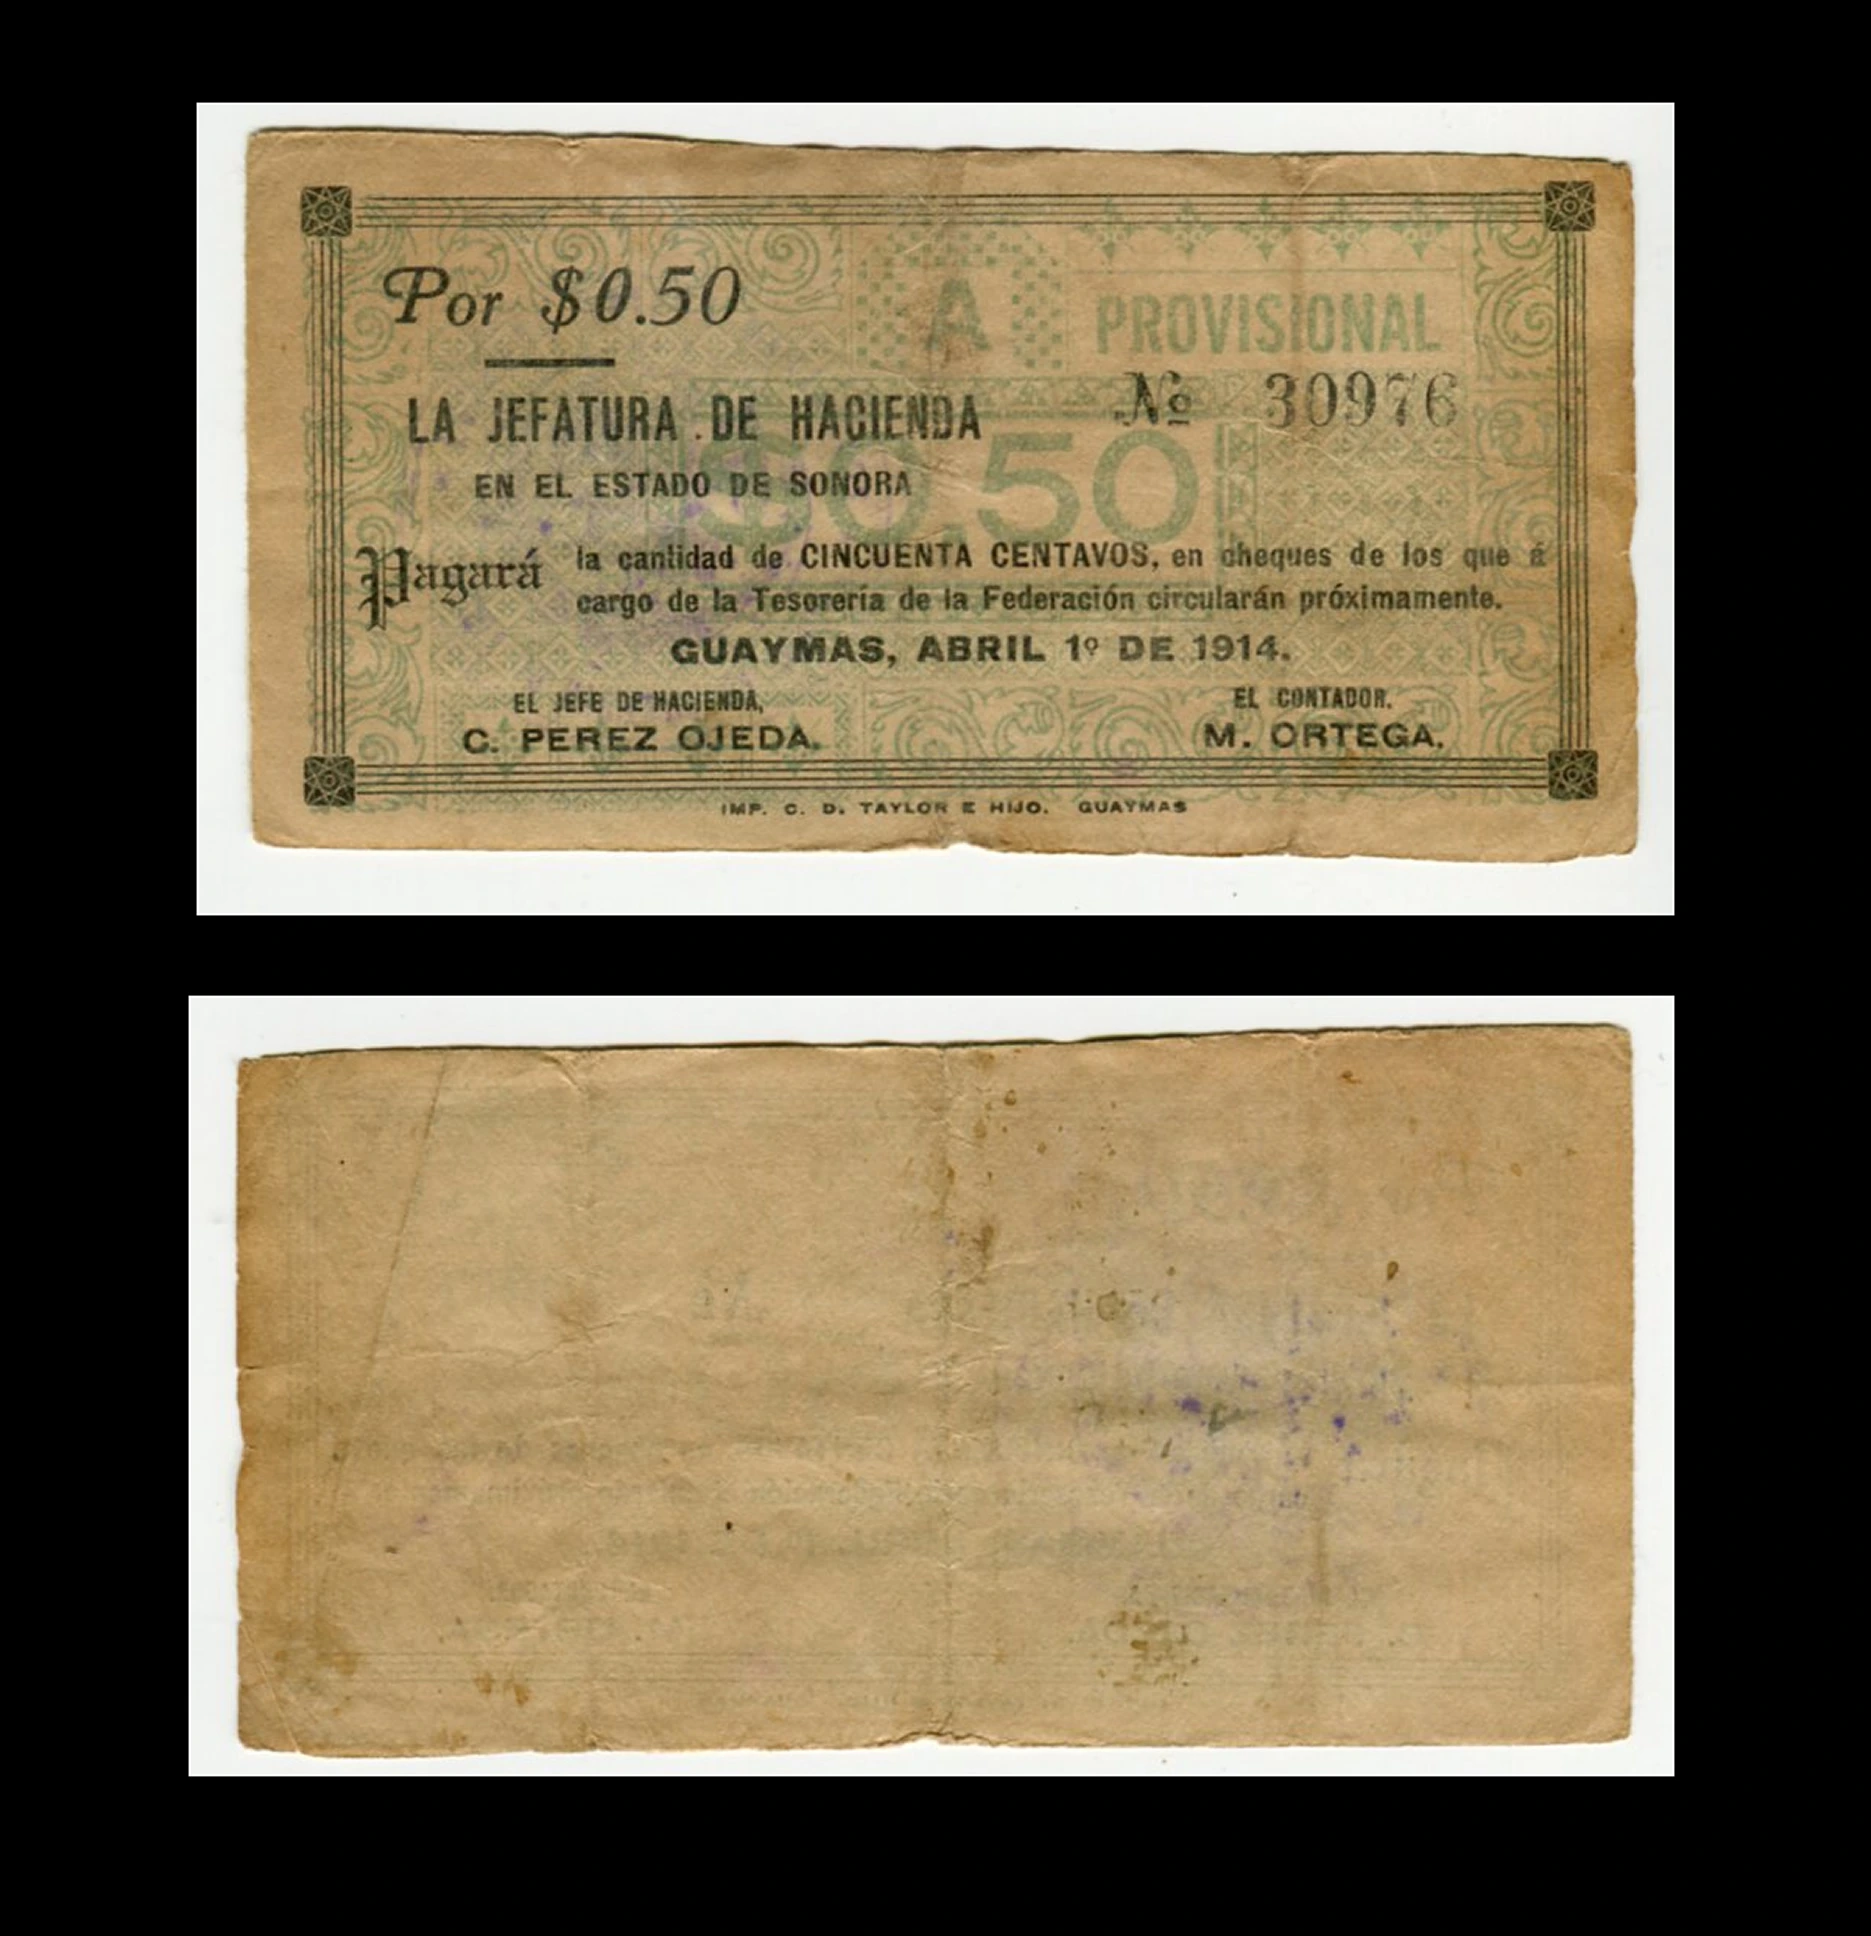 Por $0.50
A
PROVISIONAL
No 30976
LA JEFATURA DE HACIENDA
EN EL ESTADO DE SONORA
$0.50
Pagará la cantidad de CINCUENTA CENTAVOS, en cheques de los que á
cargo de la Tesorería de la Federación circularán próximamente.
GUAYMAS, ABRIL 1º DE 1914.
EL JEFE DE HACIENDA,
C. PEREZ OJEDA.
EL CONTADOR.
M. ORTEGA.
IMP. C. D. TAYLOR E HIJO. GUAYMAS